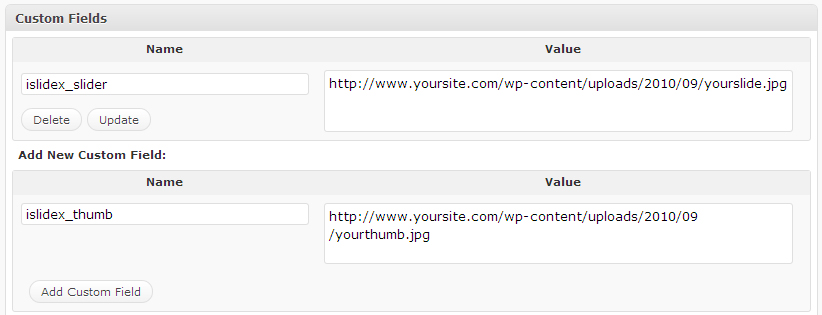 Custom Fields
Name Value
islidex_slider http://www.yoursite.com/wp-content/uploads/2010/09/yourslide.jpg
Delete Update
Add New Custom Field:
Name Value
islidex_thumb http://www.yoursite.com/wp-content/uploads/2010/09
/yourthumb.jpg
Add Custom Field